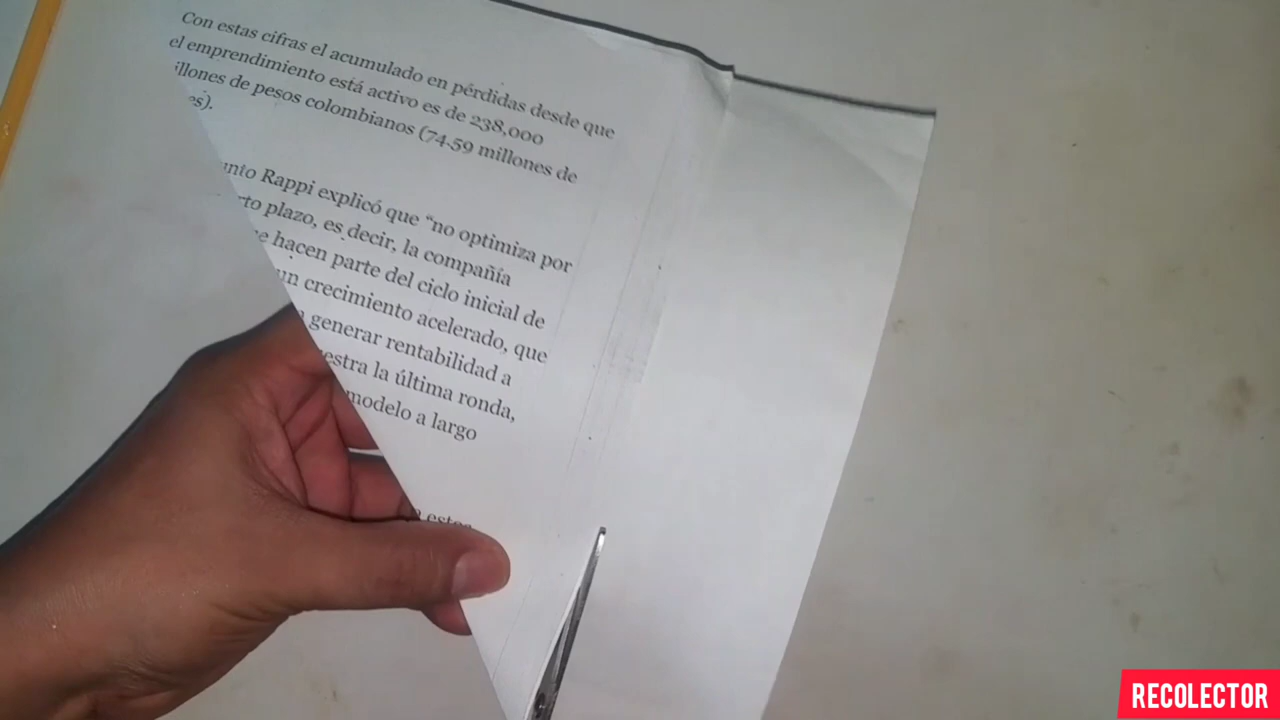 Con estas cifras el acumulado en pérdidas desde que
el emprendimiento está activo es de 238,000
illones de pesos colombianos (74.59 millones de
es).
unto Rappi explicó que “no optimiza por
rto plazo, es decir, la compañía
e hacen parte del ciclo inicial de
un crecimiento acelerado, que
generar rentabilidad a
estra la última ronda,
modelo a largo
RECOLECTOR